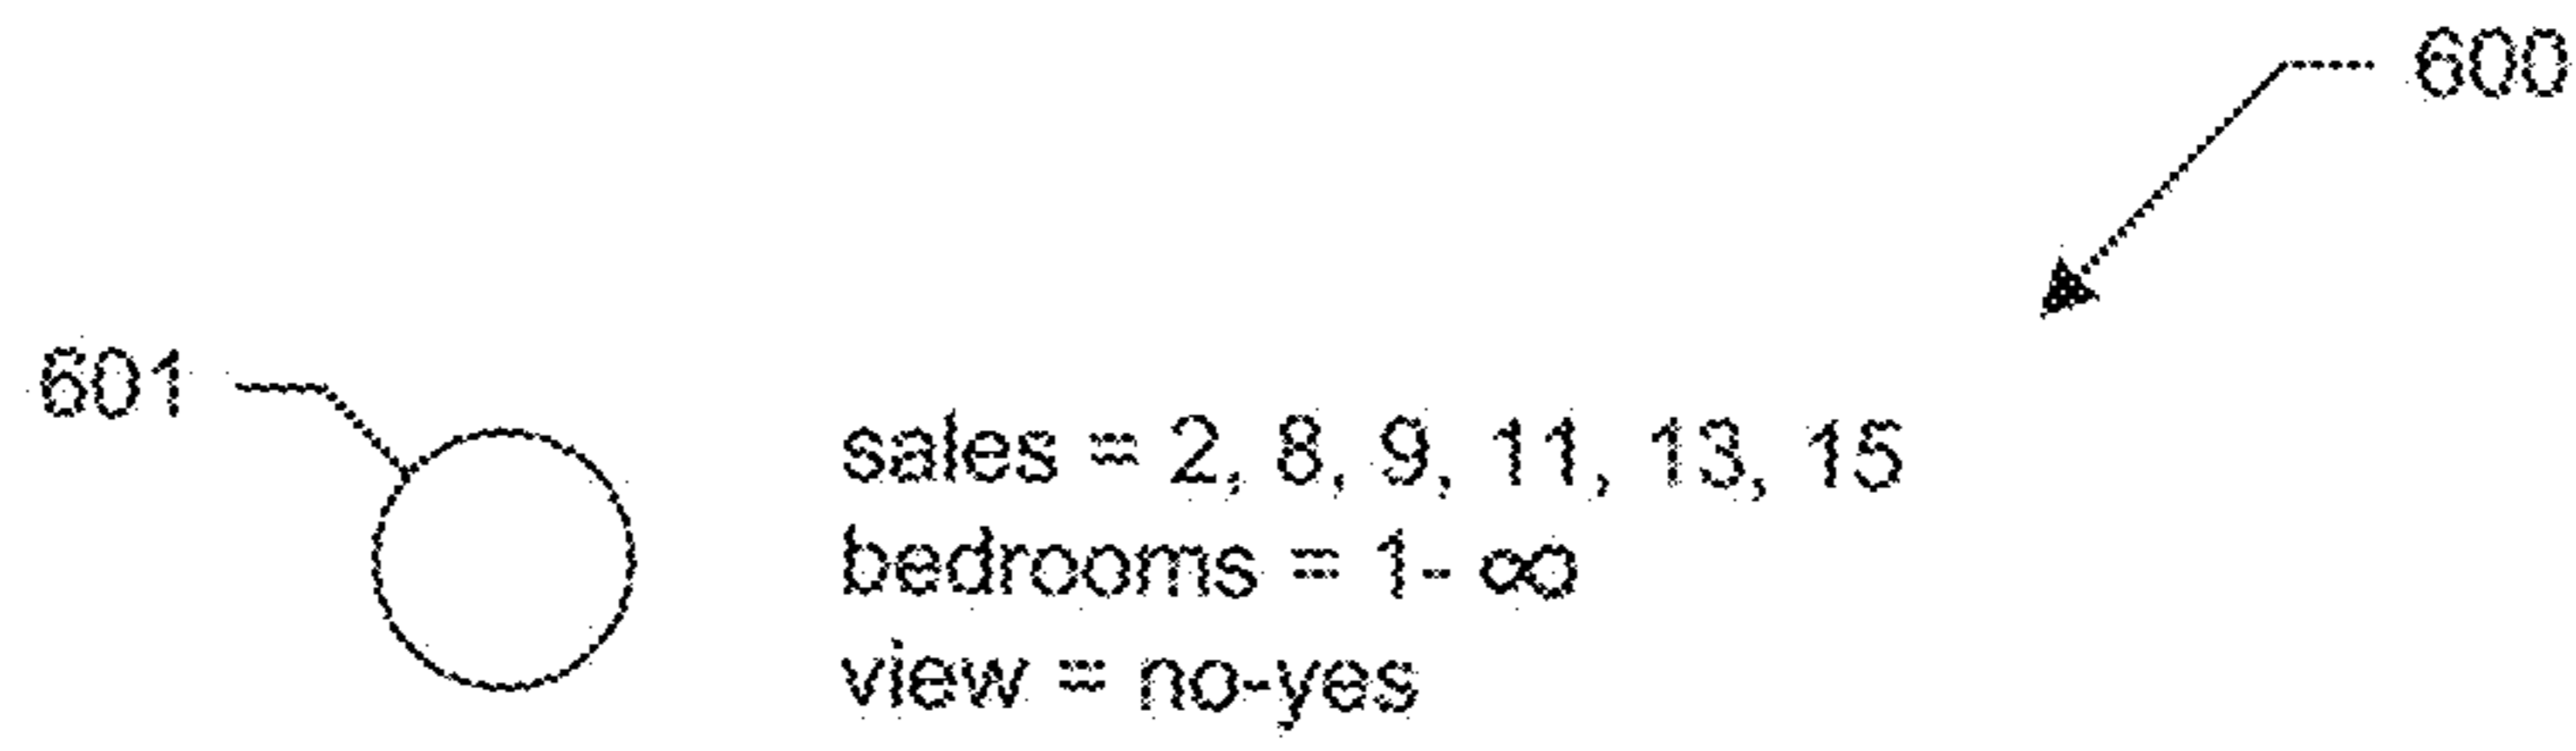 600
601
sales = 2, 8, 9, 11, 13, 15
bedrooms = 1- ∞
view = no-yes